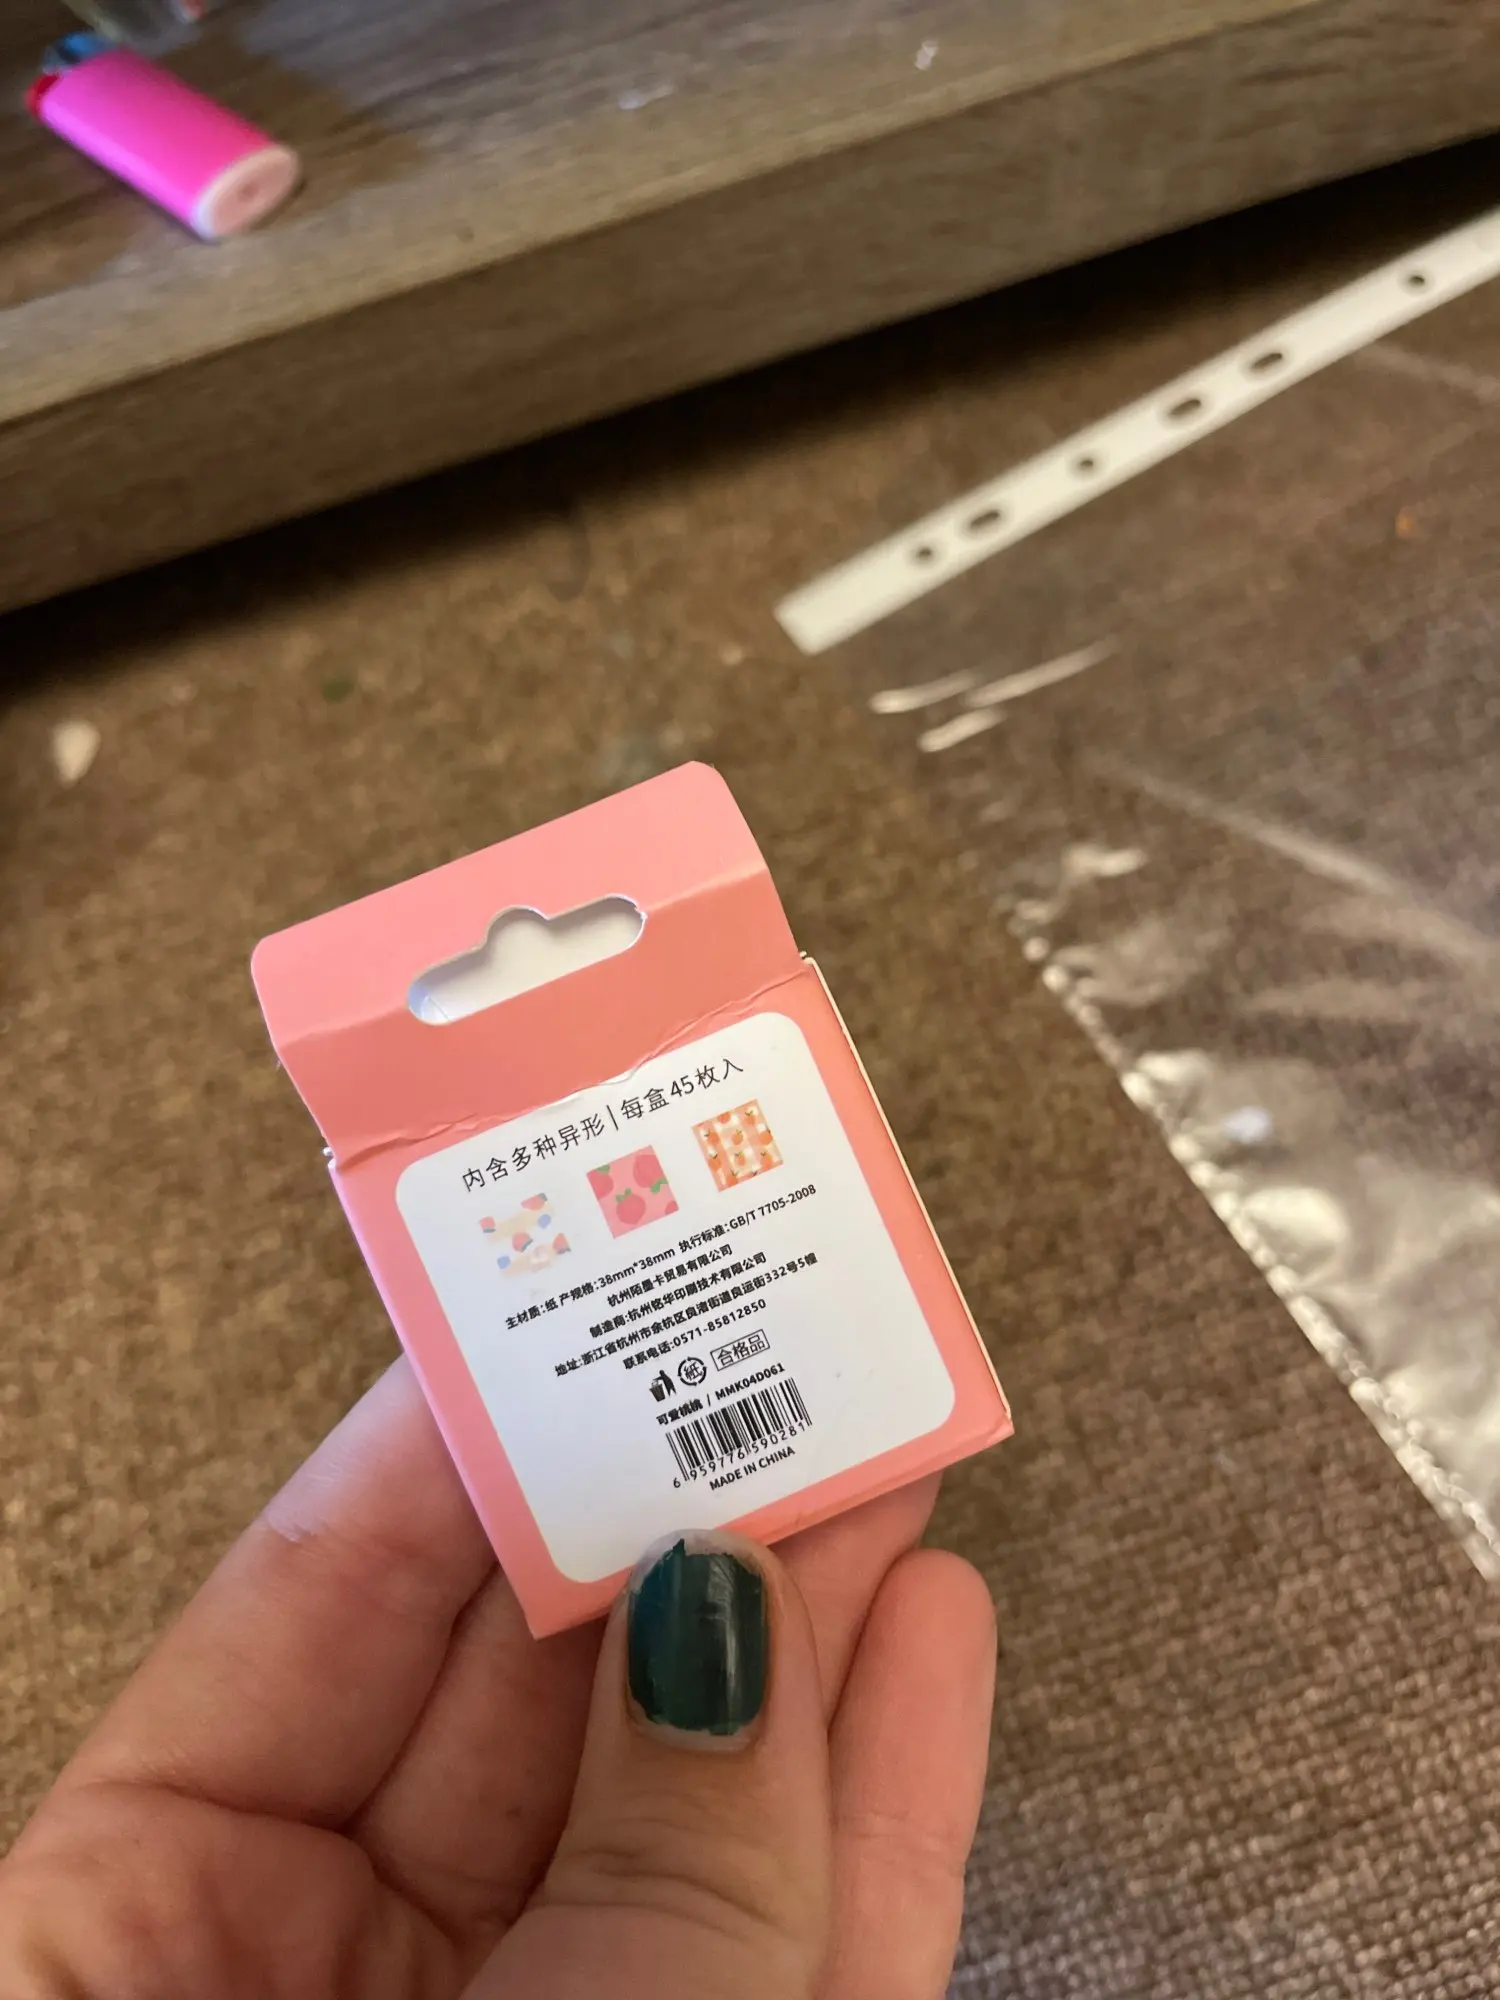 内含多种异形|每盒45枚入
主材质:纸 产规格:38mm*38mm 执行标准:GB/T 7705-2008
杭州陌墨卡贸易有限公司
制造商:杭州铭华印刷技术有限公司
地址:浙江省杭州市余杭区良渚街道良运街332号5幢
联系电话:0571-85812850
紙 合格品
可爱桃桃 / MMK04D061
6 959776 590281
MADE IN CHINA